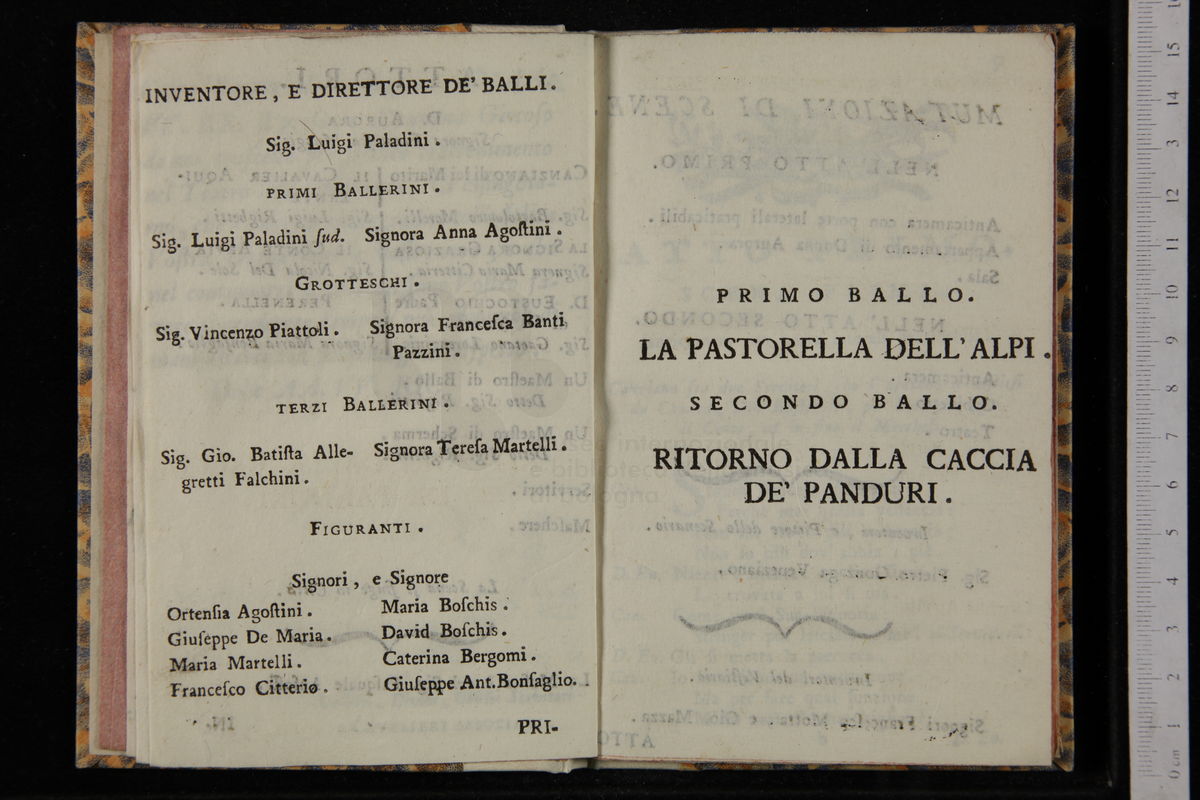 INVENTORE, E DIRETTORE DE' BALLI.
Sig. Luigi Paladini.
PRIMI BALLERINI.
Sig. Luigi Paladini ſud. Signora Anna Agoſtini.
GROTTESCHI.
Sig. Vincenzo Piattoli. Signora Franceſca Banti
Pazzini.
TERZI BALLERINI.
Sig. Gio. Batiſta Alle- Signora Tereſa Martelli.
gretti Falchini.
FIGURANTI.
Signori, e Signore
Ortenſia Agoſtini. Maria Boſchis.
Giuſeppe De Maria. David Boſchis.
Maria Martelli. Caterina Bergomi.
Franceſco Citterio. Giuſeppe Ant. Bonſaglio.
PRI-
PRIMO BALLO.
LA PASTORELLA DELL' ALPI.
SECONDO BALLO.
RITORNO DALLA CACCIA
DE' PANDURI.